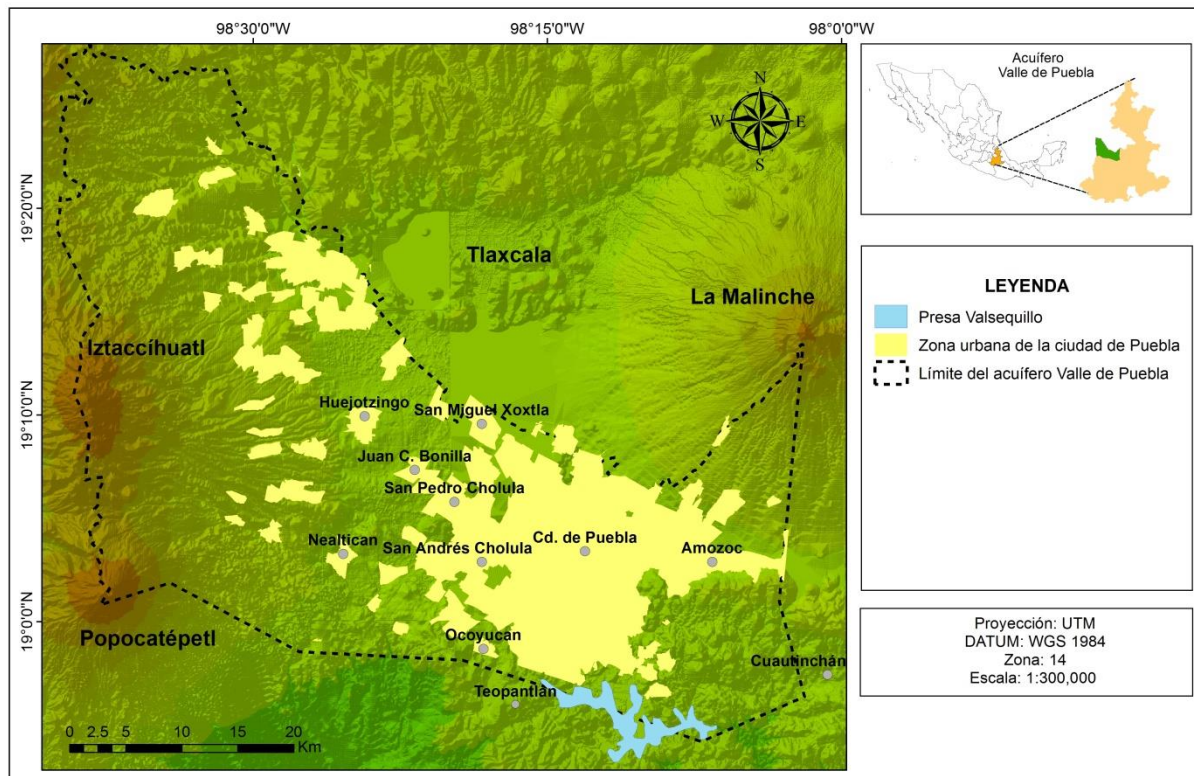 98°30'0"W
98°15'0"W
98°0'0"W
19°20'0"N
19°10'0"N
19°0'0"N
N
W
E
S
Tlaxcala
La Malinche
Iztaccíhuatl
Huejotzingo
San Miguel Xoxtla
Juan C. Bonilla
San Pedro Cholula
Nealtican
San Andrés Cholula
Cd. de Puebla
Amozoc
Popocatépetl
Ocoyucan
Cuautinchán
Teopantlán
0 2.5 5 10 15 20
Km
Acuífero
Valle de Puebla
LEYENDA
Presa Valsequillo
Zona urbana de la ciudad de Puebla
Límite del acuífero Valle de Puebla
Proyección: UTM
DATUM: WGS 1984
Zona: 14
Escala: 1:300,000